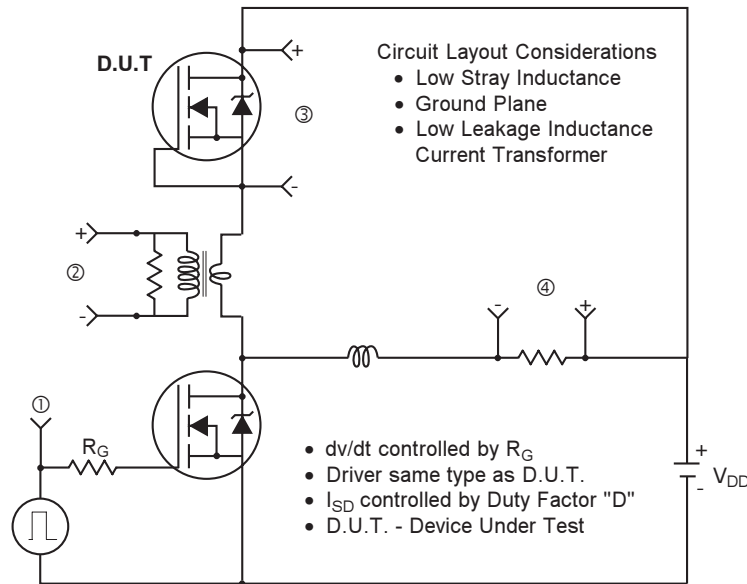 D.U.T
+
③
-
Circuit Layout Considerations
• Low Stray Inductance
• Ground Plane
• Low Leakage Inductance
Current Transformer
+
②
-
-
④
+
①
R_G
• dv/dt controlled by R_G
• Driver same type as D.U.T.
• I_SD controlled by Duty Factor "D"
• D.U.T. - Device Under Test
+
V_DD
-